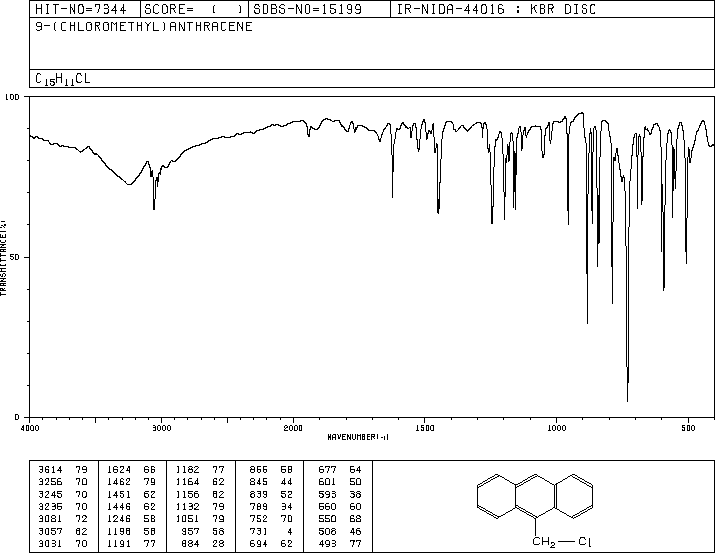 HIT-NO=7344 SCORE= ( ) SDBS-NO=15199 IR-NIDA-44016 : KBR DISC
9-(CHLOROMETHYL)ANTHRACENE
C15H11CL
100
TRANSMITTANCE(%)
50
0
4000 3000 2000 1500 1000 500
WAVENUMBER(-1)
3614 79 1624 66 1182 77 866 58 677 64
3256 70 1462 79 1164 62 845 44 601 50
3245 70 1451 62 1156 62 839 52 593 38
3235 70 1446 62 1132 79 789 34 560 60
3081 72 1246 58 1051 79 752 70 550 68
3057 62 1198 58 957 58 731 4 508 46
3031 70 1191 77 884 28 694 62 493 77
CH2 Cl